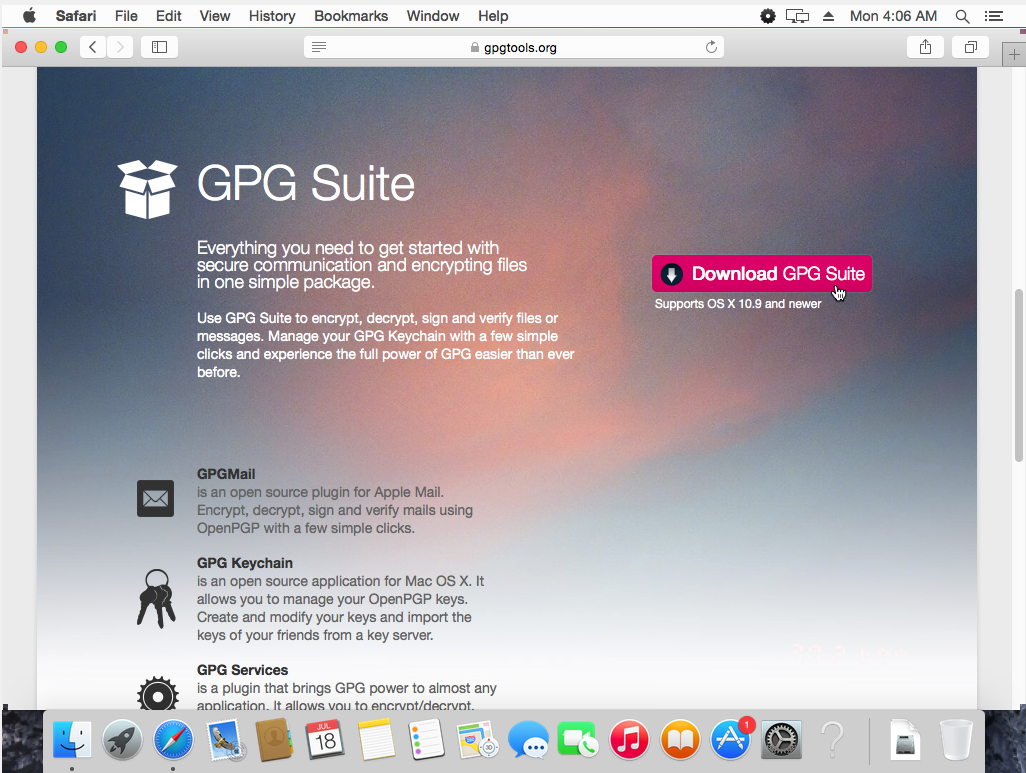 Safari File Edit View History Bookmarks Window Help Mon 4:06 AM
gpgtools.org
GPG Suite
Everything you need to get started with
secure communication and encrypting files
in one simple package.
Download GPG Suite
Supports OS X 10.9 and newer
Use GPG Suite to encrypt, decrypt, sign and verify files or
messages. Manage your GPG Keychain with a few simple
clicks and experience the full power of GPG easier than ever
before.
GPGMail
is an open source plugin for Apple Mail.
Encrypt, decrypt, sign and verify mails using
OpenPGP with a few simple clicks.
GPG Keychain
is an open source application for Mac OS X. It
allows you to manage your OpenPGP keys.
Create and modify your keys and import the
keys of your friends from a key server.
GPG Services
is a plugin that brings GPG power to almost any
application. It allows you to encrypt/decrypt,
JUL
18
1